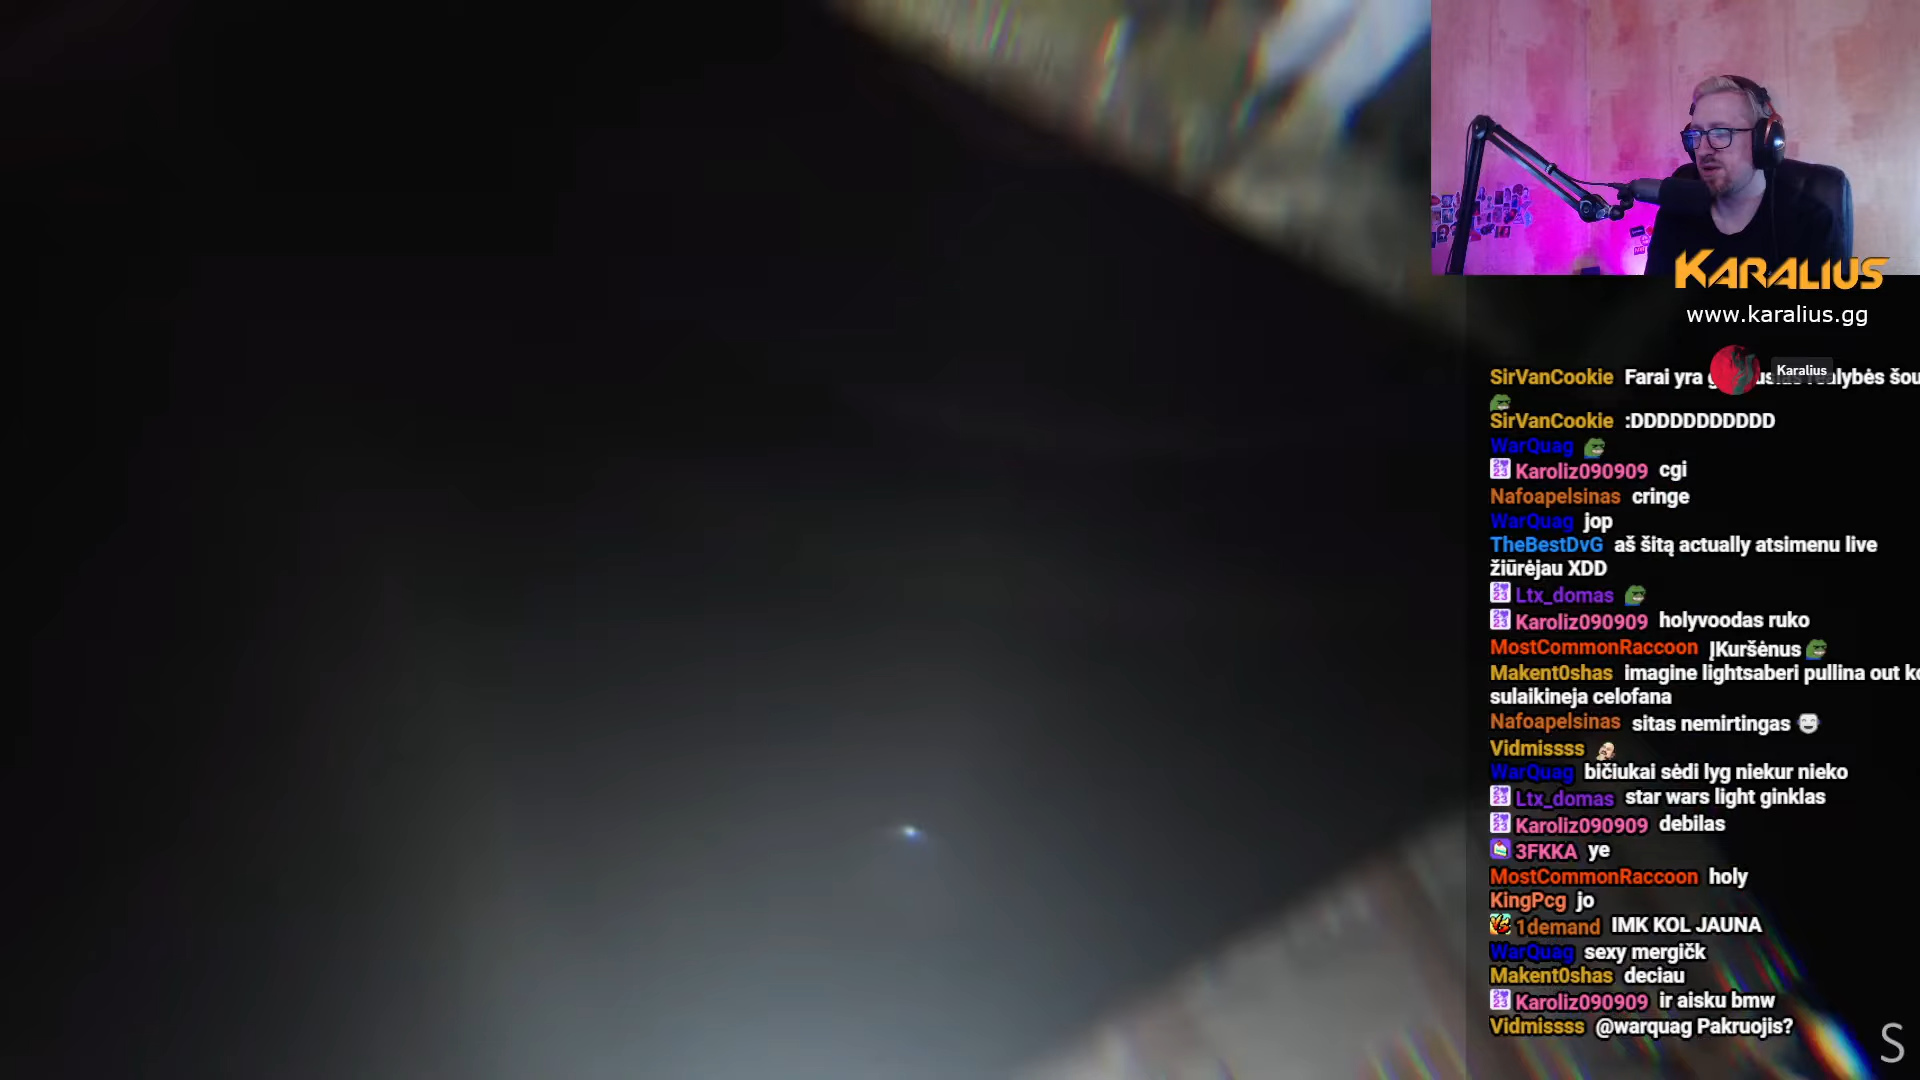 KARALIUS
www.karalius.gg
Karalius
SirVanCookie Farai yra šou
SirVanCookie :DDDDDDDDDDD
WarQuag
Karoliz090909 cgi
Nafoapelsinas cringe
WarQuag jop
TheBestDvG aš šitą actually atsimenu live
žiūrėjau XDD
Ltx_domas
Karoliz090909 holyvoodas ruko
MostCommonRaccoon ĮKuršėnus
Makent0shas imagine lightsaberi pullina out
sulaikineja celofana
Nafoapelsinas sitas nemirtingas
Vidmissss
WarQuag bičiukai sėdi lyg niekur nieko
Ltx_domas star wars light ginklas
Karoliz090909 debilas
3FKKA ye
MostCommonRaccoon holy
KingPcg jo
1demand IMK KOL JAUNA
WarQuag sexy mergičk
Makent0shas deciau
Karoliz090909 ir aisku bmw
Vidmissss @warquag Pakruojis?
S